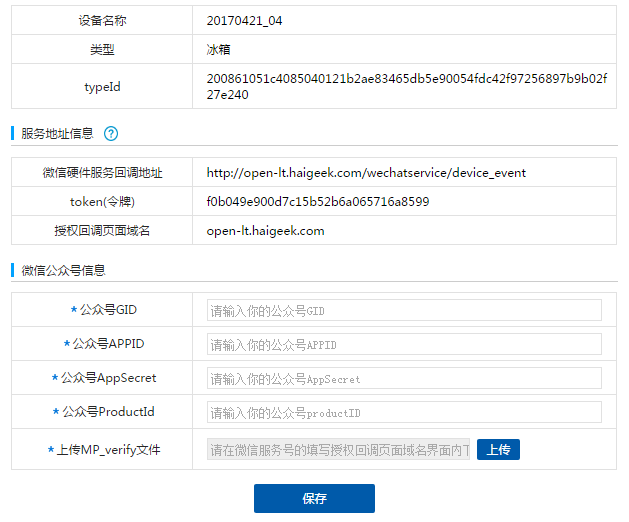 设备名称 20170421_04
类型 冰箱
typeId 200861051c4085040121b2ae83465db5e90054fdc42f97256897b9b02f
27e240
服务地址信息 ?
微信硬件服务回调地址 http://open-lt.haigeek.com/wechatservice/device_event
token(令牌) f0b049e900d7c15b52b6a065716a8599
授权回调页面域名 open-lt.haigeek.com
微信公众号信息
*公众号GID 请输入你的公众号GID
*公众号APPID 请输入你的公众号APPID
*公众号AppSecret 请输入你的公众号AppSecret
*公众号ProductId 请输入你的公众号productID
*上传MP_verify文件 请在微信服务号的填写授权回调页面域名界面内下 上传
保存